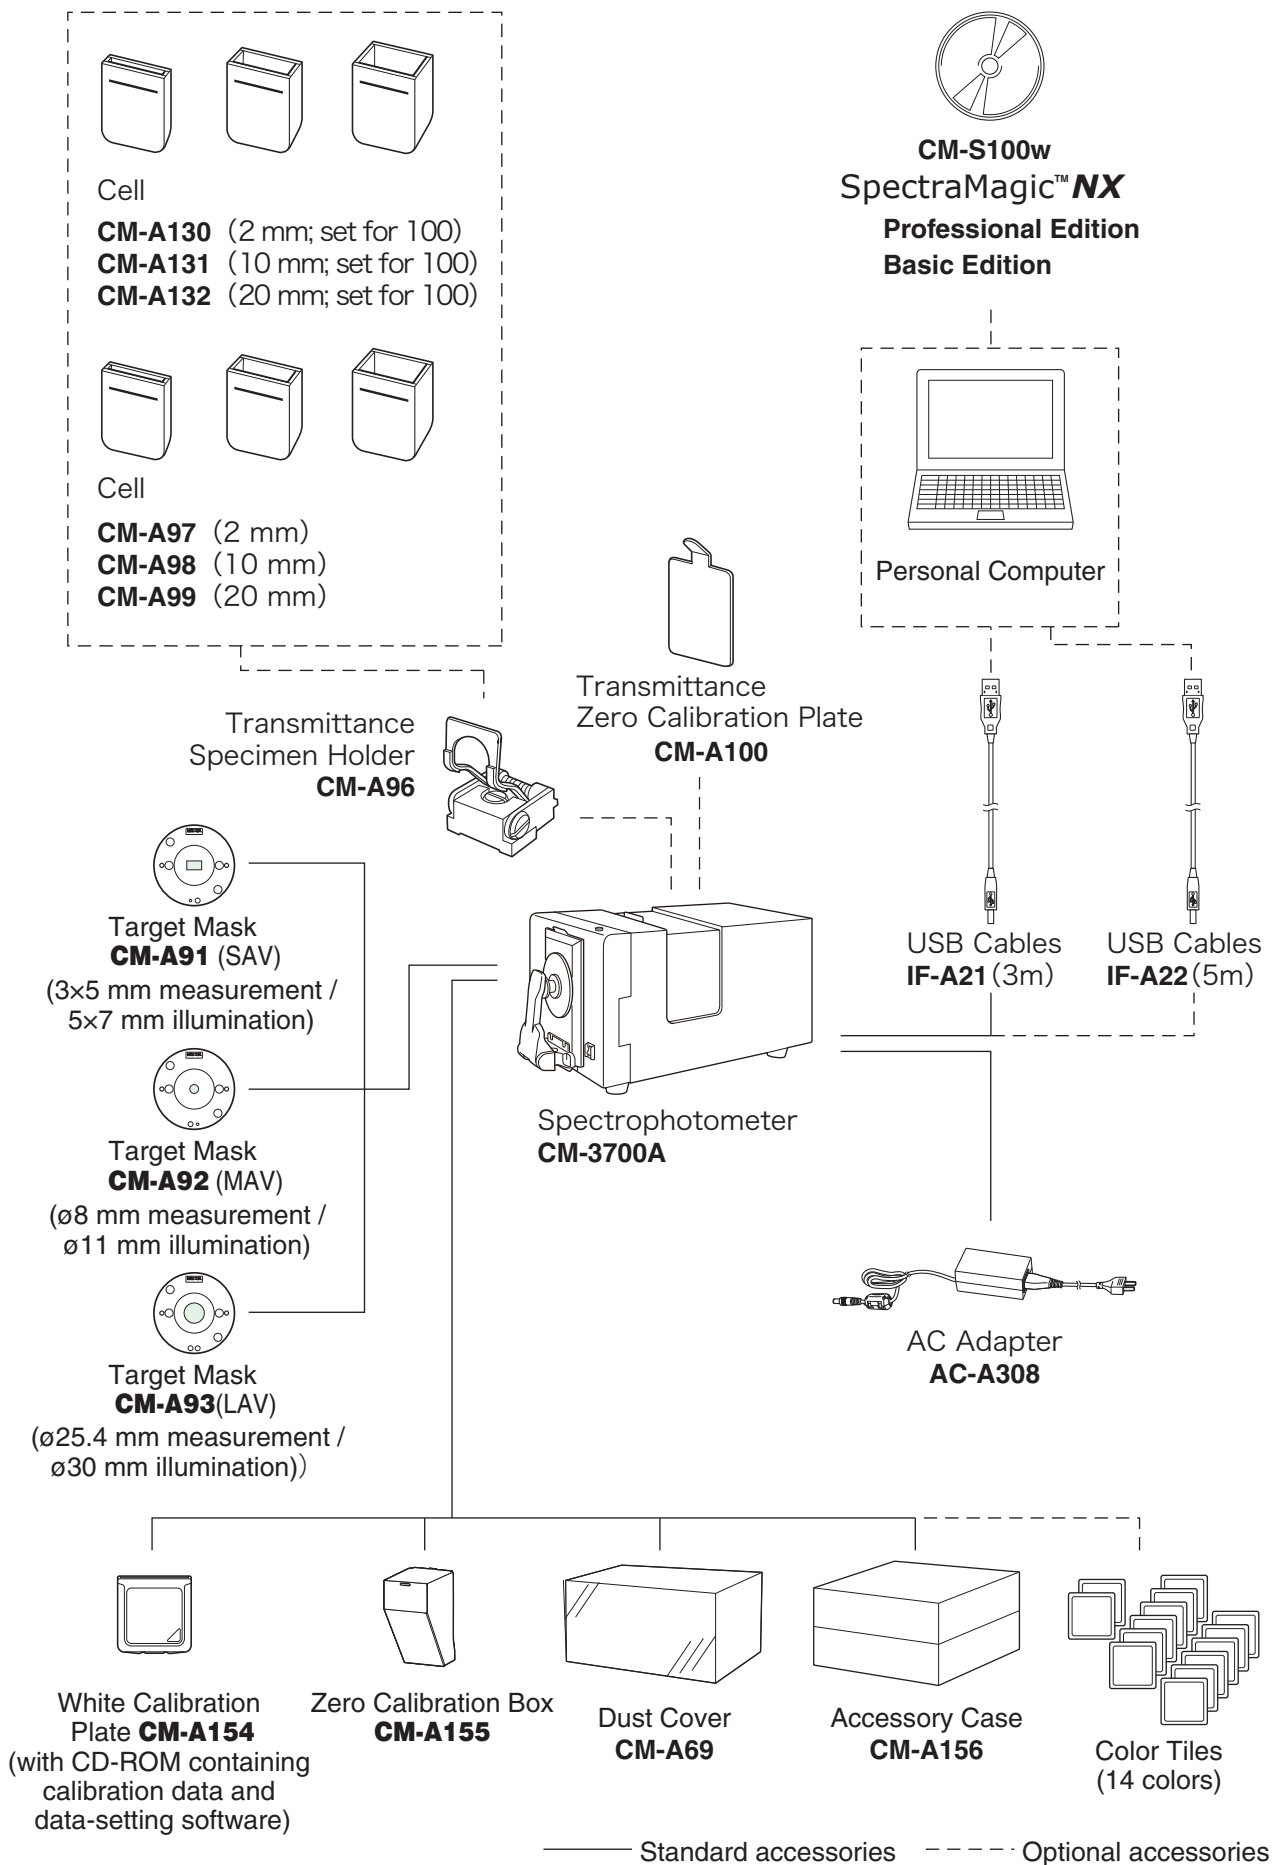 Cell
CM-A130 (2 mm; set for 100)
CM-A131 (10 mm; set for 100)
CM-A132 (20 mm; set for 100)
Cell
CM-A97 (2 mm)
CM-A98 (10 mm)
CM-A99 (20 mm)
CM-S100w
SpectraMagic™ NX
Professional Edition
Basic Edition
Personal Computer
Transmittance
Zero Calibration Plate
CM-A100
Transmittance
Specimen Holder
CM-A96
Target Mask
CM-A91 (SAV)
(3×5 mm measurement /
5×7 mm illumination)
Target Mask
CM-A92 (MAV)
(ø8 mm measurement /
ø11 mm illumination)
Target Mask
CM-A93(LAV)
(ø25.4 mm measurement /
ø30 mm illumination))
USB Cables
IF-A21 (3m)
USB Cables
IF-A22 (5m)
Spectrophotometer
CM-3700A
AC Adapter
AC-A308
White Calibration
Plate CM-A154
(with CD-ROM containing
calibration data and
data-setting software)
Zero Calibration Box
CM-A155
Dust Cover
CM-A69
Accessory Case
CM-A156
Color Tiles
(14 colors)
Standard accessories
Optional accessories